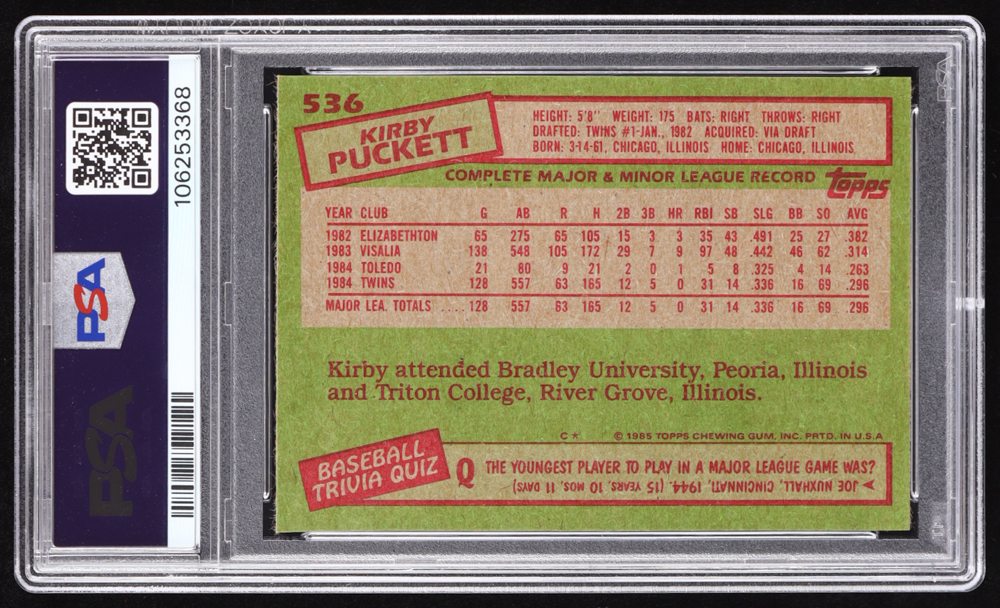 106253368
PSA
PSA
536
KIRBY
PUCKETT
HEIGHT: 5'8" WEIGHT: 175 BATS: RIGHT THROWS: RIGHT
DRAFTED: TWINS #1-JAN., 1982 ACQUIRED: VIA DRAFT
BORN: 3-14-61, CHICAGO, ILLINOIS HOME: CHICAGO, ILLINOIS
COMPLETE MAJOR & MINOR LEAGUE RECORD
TOPPS
YEAR CLUB G AB R H 2B 3B HR RBI SB SLG BB SO AVG
1982 ELIZABETHTON 65 275 65 105 15 3 3 35 43 .491 25 27 .382
1983 VISALIA 138 548 105 172 29 7 9 97 48 .442 46 62 .314
1984 TOLEDO 21 80 9 21 2 0 1 5 8 .325 4 14 .263
1984 TWINS 128 557 63 165 12 5 0 31 14 .336 16 69 .296
MAJOR LEA. TOTALS .... 128 557 63 165 12 5 0 31 14 .336 16 69 .296
Kirby attended Bradley University, Peoria, Illinois
and Triton College, River Grove, Illinois.
C* © 1985 TOPPS CHEWING GUM, INC. PRTD. IN U.S.A
BASEBALL
TRIVIA QUIZ
Q THE YOUNGEST PLAYER TO PLAY IN A MAJOR LEAGUE GAME WAS?
JOE NUXHALL, CINCINNATI, 1944. (15 YEARS, 10 MOS, 11 DAYS)